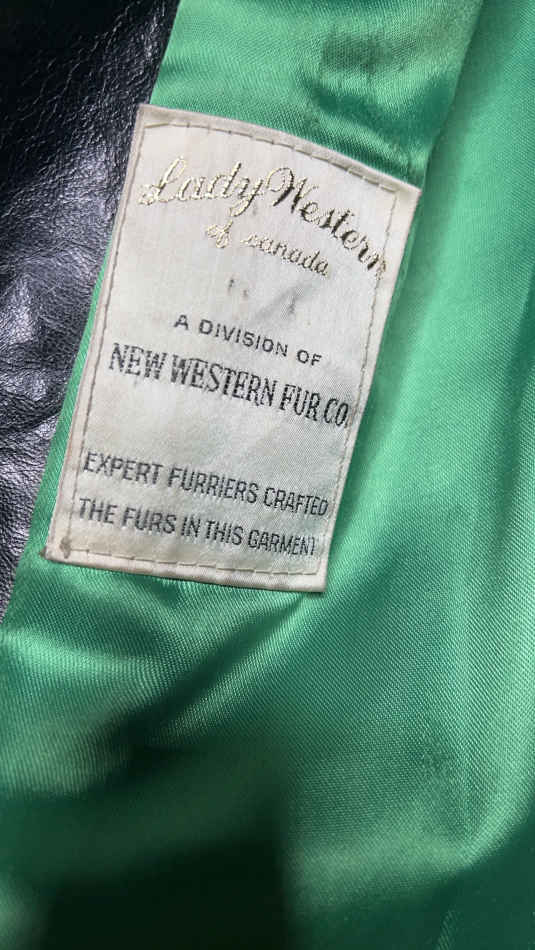 Lady Western
of canada
A DIVISION OF
NEW WESTERN FUR CO.
EXPERT FURRIERS CRAFTED
THE FURS IN THIS GARMENT